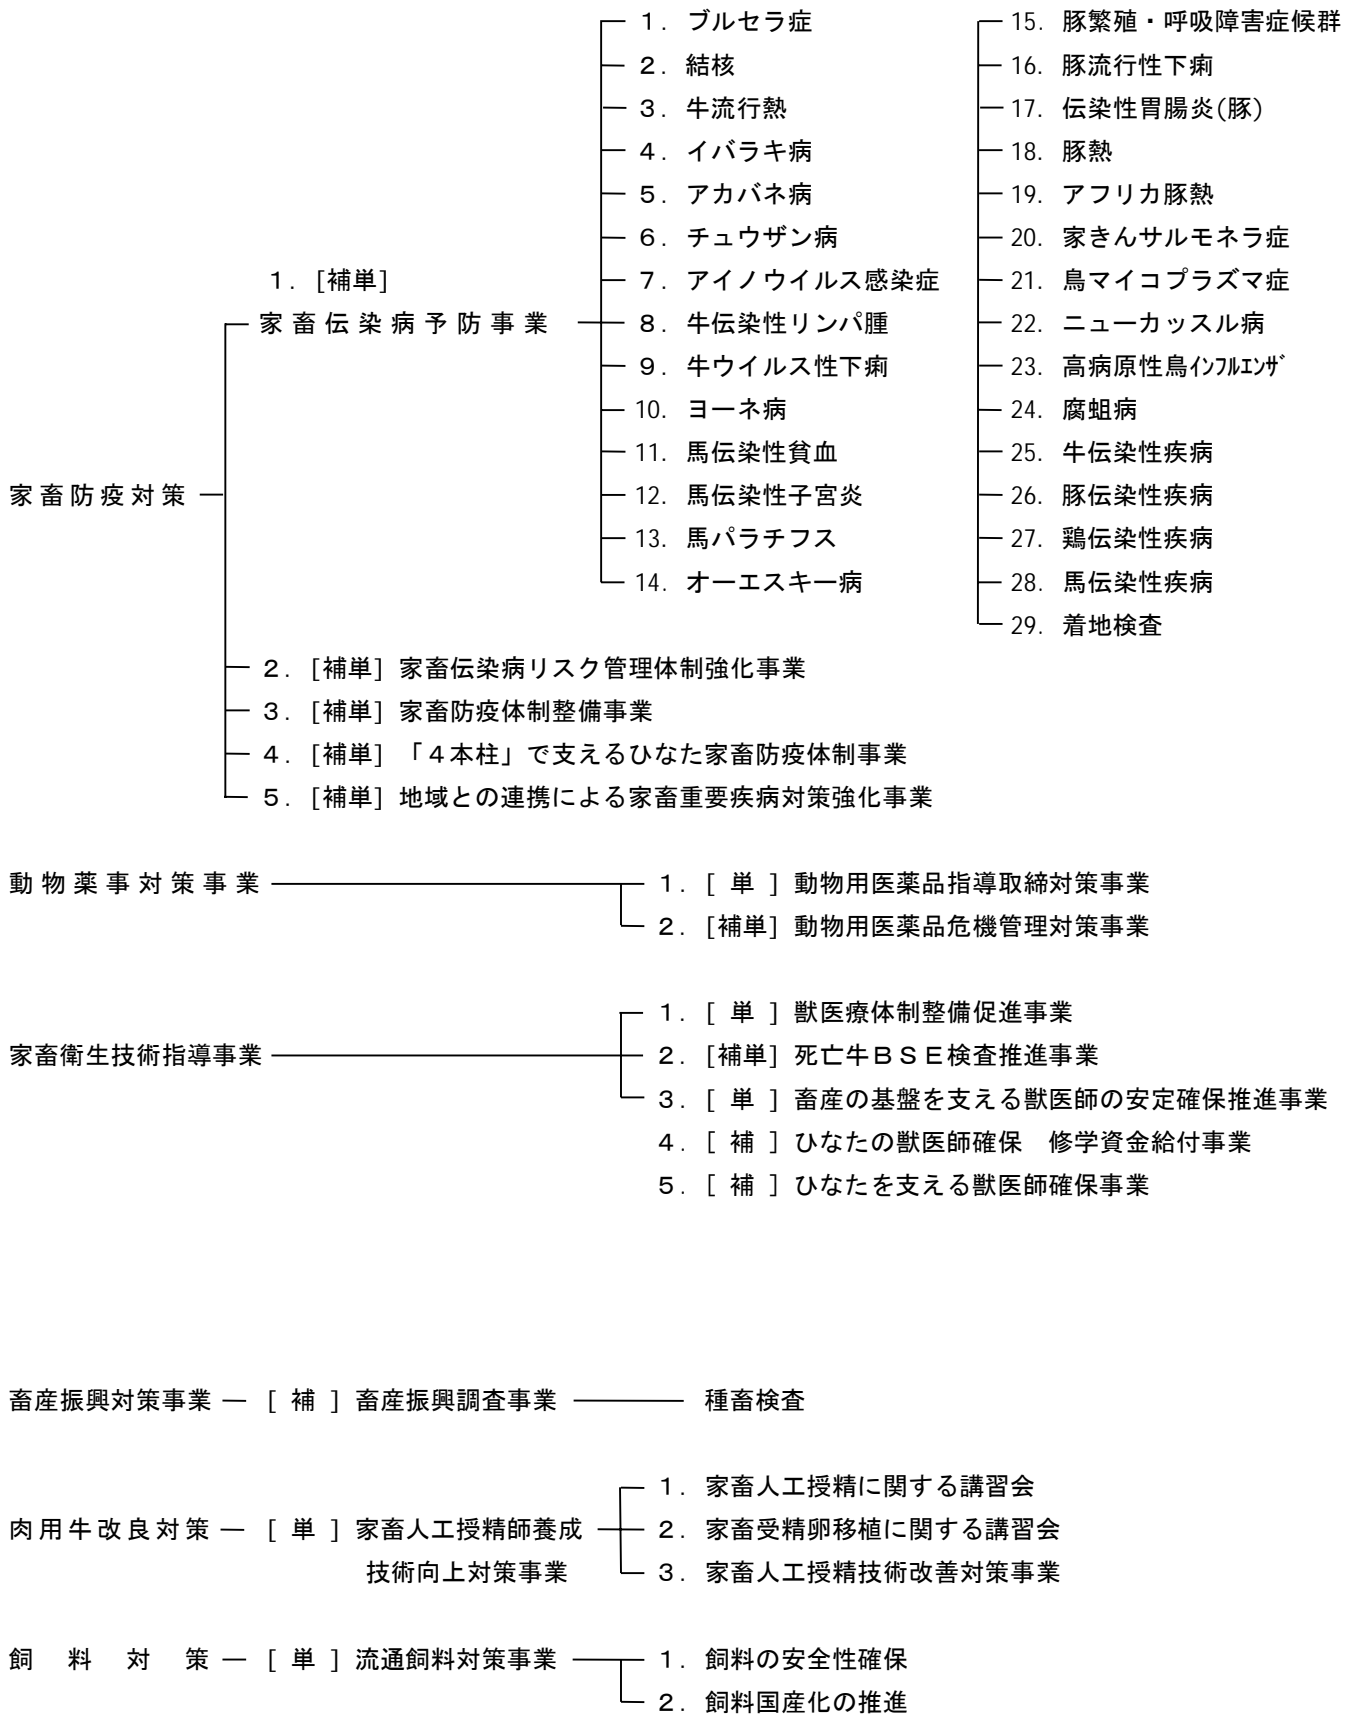 1. ブルセラ症
2. 結核
3. 牛流行熱
4. イバラキ病
5. アカバネ病
6. チュウザン病
7. アイノウイルス感染症
8. 牛伝染性リンパ腫
9. 牛ウイルス性下痢
10. ヨーネ病
11. 馬伝染性貧血
12. 馬伝染性子宮炎
13. 馬パラチフス
14. オーエスキー病
15. 豚繁殖・呼吸障害症候群
16. 豚流行性下痢
17. 伝染性胃腸炎(豚)
18. 豚熱
19. アフリカ豚熱
20. 家きんサルモネラ症
21.鳥マイコプラズマ症
22. ニューカッスル病
23. 高病原性鳥インフルエンザ
24. 腐蛆病
25. 牛伝染性疾病
26. 豚伝染性疾病
27. 鶏伝染性疾病
28. 馬伝染性疾病
29. 着地検査
1. [補単]
家畜伝染病予防事業
家畜防疫対策
2. [補単] 家畜伝染病リスク管理体制強化事業
3. [補単] 家畜防疫体制整備事業
4. [補単] 「４本柱」で支えるひなた家畜防疫体制事業
5. [補単] 地域との連携による家畜重要疾病対策強化事業
動物薬事対策事業
1. [ 単 ] 動物用医薬品指導取締対策事業
2. [補単] 動物用医薬品危機管理対策事業
家畜衛生技術指導事業
1. [ 単 ] 獣医療体制整備促進事業
2. [補単] 死亡牛ＢＳＥ検査推進事業
3. [ 単 ] 畜産の基盤を支える獣医師の安定確保推進事業
4. [ 補 ] ひなたの獣医師確保　修学資金給付事業
5. [ 補 ] ひなたを支える獣医師確保事業
畜産振興対策事業 [ 補 ] 畜産振興調査事業 種畜検査
肉用牛改良対策 [ 単 ] 家畜人工授精師養成
技術向上対策事業
1. 家畜人工授精に関する講習会
2. 家畜受精卵移植に関する講習会
3. 家畜人工授精技術改善対策事業
飼料対策 [ 単 ] 流通飼料対策事業
1. 飼料の安全性確保
2. 飼料国産化の推進